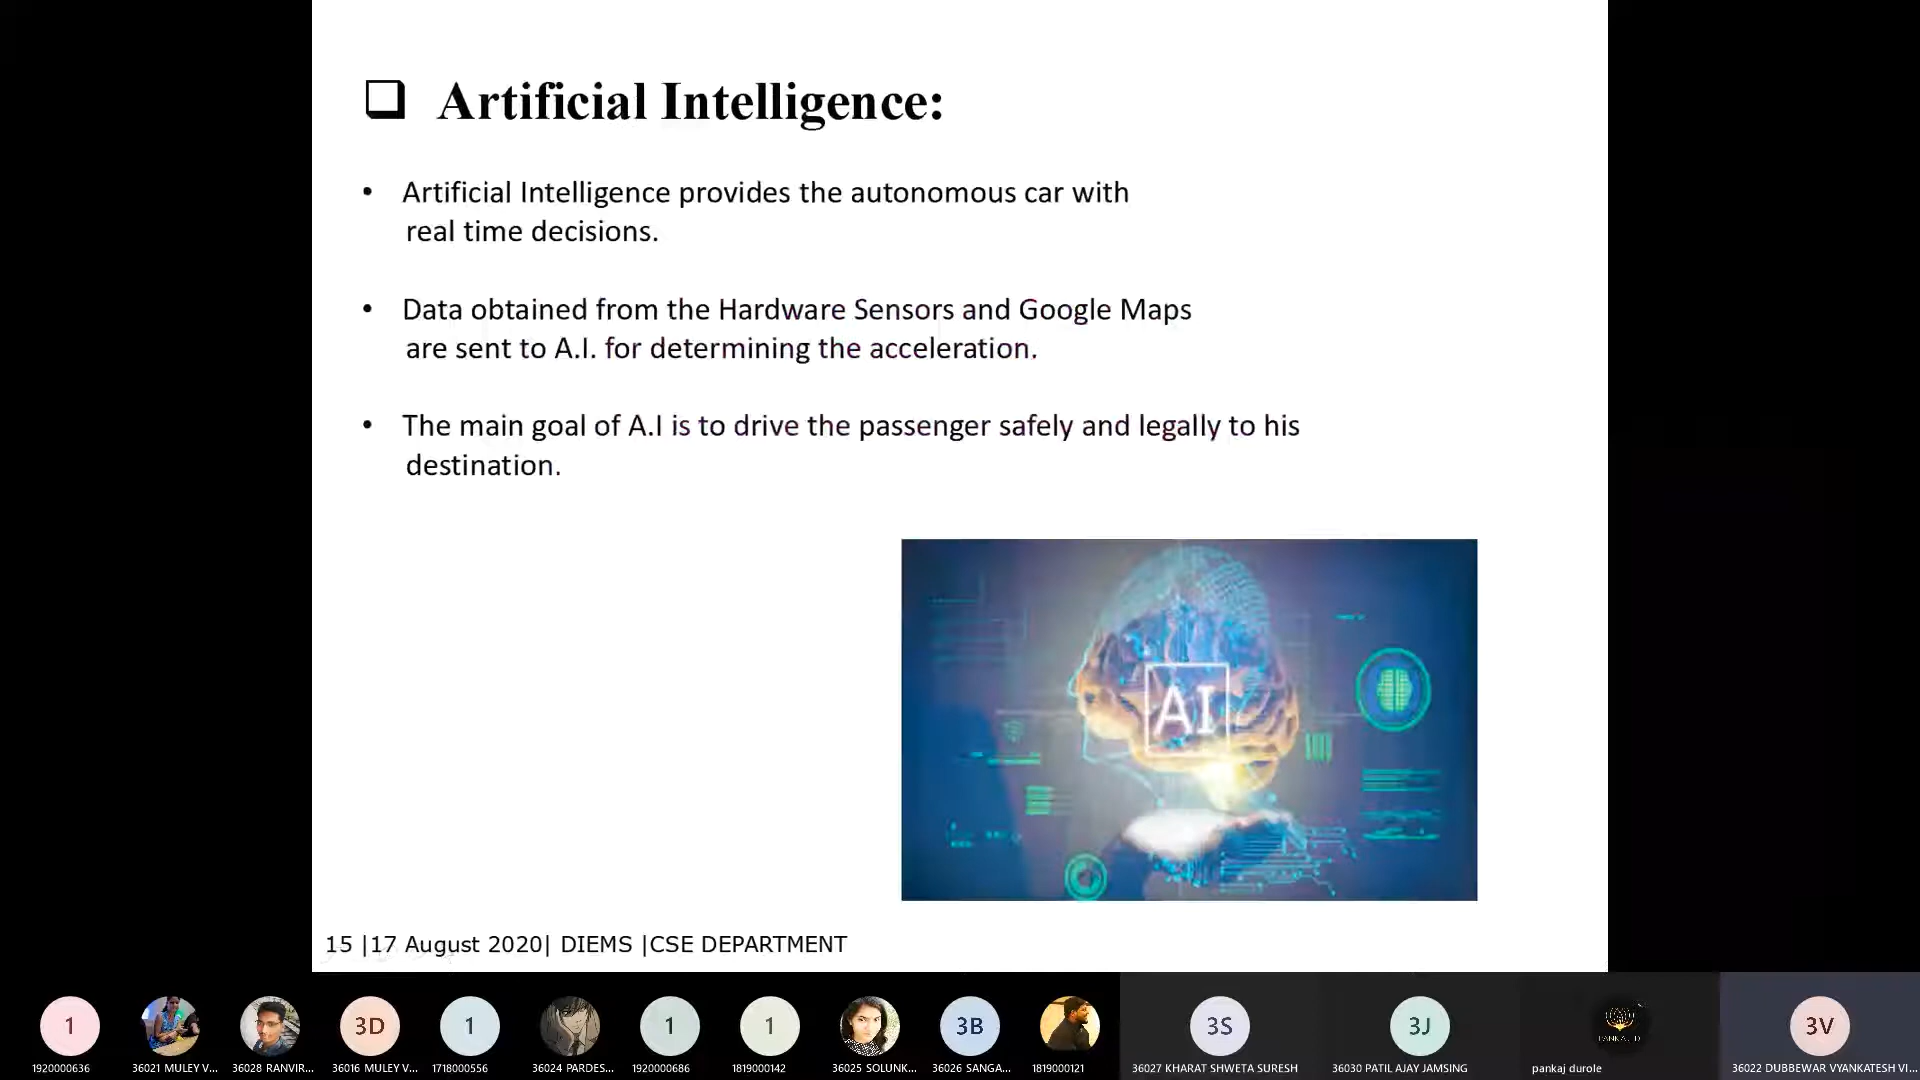 Artificial Intelligence:
• Artificial Intelligence provides the autonomous car with
real time decisions.
• Data obtained from the Hardware Sensors and Google Maps
are sent to A.I. for determining the acceleration.
• The main goal of A.I is to drive the passenger safely and legally to his
destination.
AI
15 |17 August 2020| DIEMS |CSE DEPARTMENT
1 3D 1 1 1 3B 3S 3J PANKAJ D 3V
1920000636 36021 MULEY V... 36028 RANVIR... 36016 MULEY V... 1718000556 36024 PARDES... 1920000686 1819000142 36025 SOLUNK... 36026 SANGA... 1819000121 36027 KHARAT SHWETA SURESH 36030 PATIL AJAY JAMSING pankaj durole 36022 DUBBEWAR VYANKATESH VI...